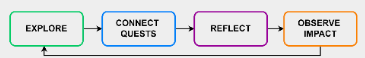 EXPLORE
CONNECT
QUESTS
REFLECT
OBSERVE
IMPACT